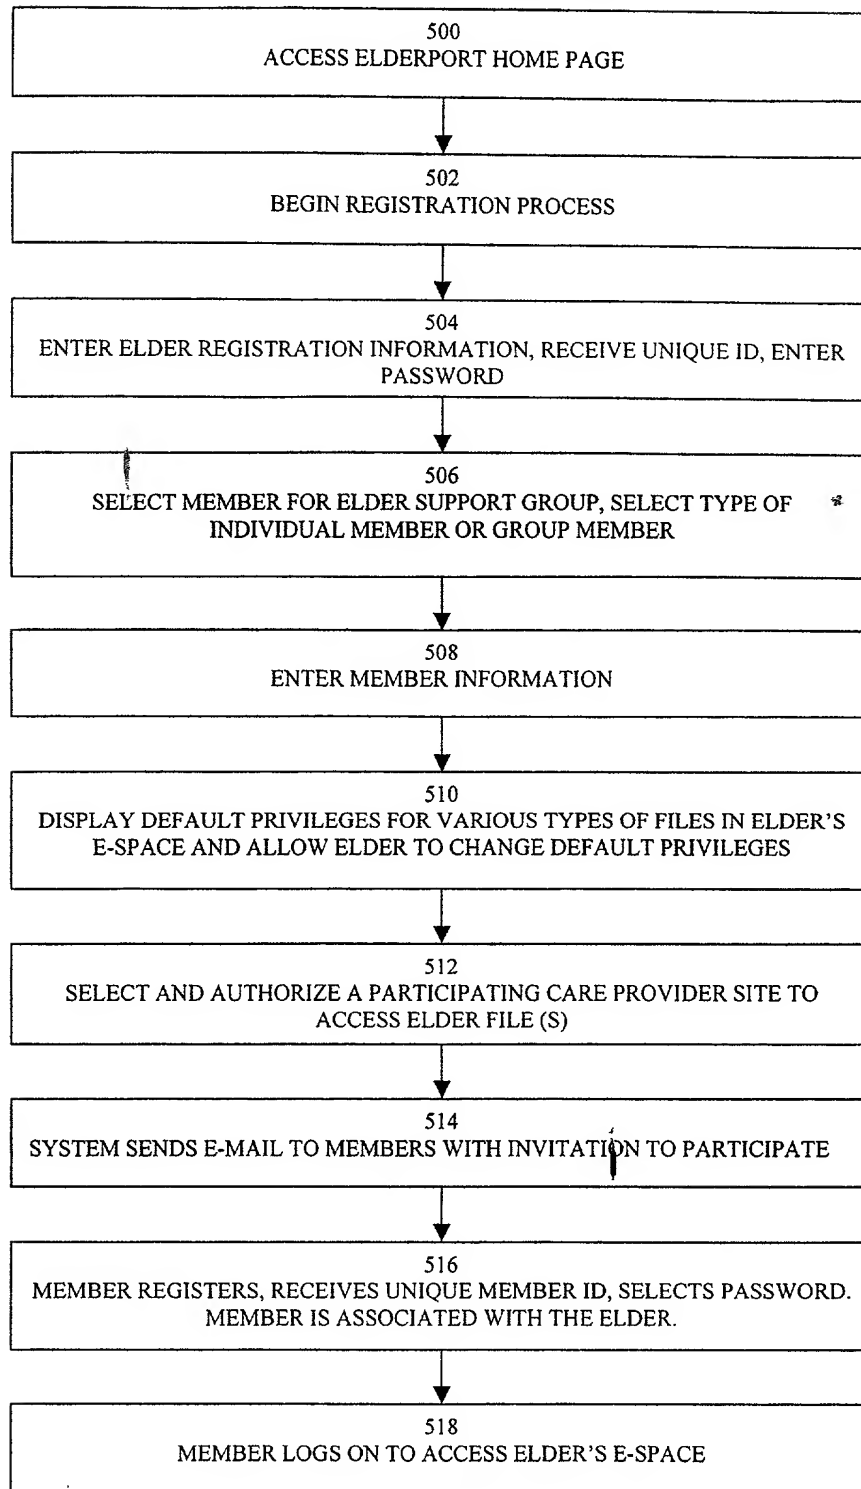 500
ACCESS ELDERPORT HOME PAGE
502
BEGIN REGISTRATION PROCESS
504
ENTER ELDER REGISTRATION INFORMATION, RECEIVE UNIQUE ID, ENTER
PASSWORD
506
SELECT MEMBER FOR ELDER SUPPORT GROUP, SELECT TYPE OF
INDIVIDUAL MEMBER OR GROUP MEMBER
508
ENTER MEMBER INFORMATION
510
DISPLAY DEFAULT PRIVILEGES FOR VARIOUS TYPES OF FILES IN ELDER'S
E-SPACE AND ALLOW ELDER TO CHANGE DEFAULT PRIVILEGES
512
SELECT AND AUTHORIZE A PARTICIPATING CARE PROVIDER SITE TO
ACCESS ELDER FILE (S)
514
SYSTEM SENDS E-MAIL TO MEMBERS WITH INVITATION TO PARTICIPATE
516
MEMBER REGISTERS, RECEIVES UNIQUE MEMBER ID, SELECTS PASSWORD.
MEMBER IS ASSOCIATED WITH THE ELDER.
518
MEMBER LOGS ON TO ACCESS ELDER'S E-SPACE